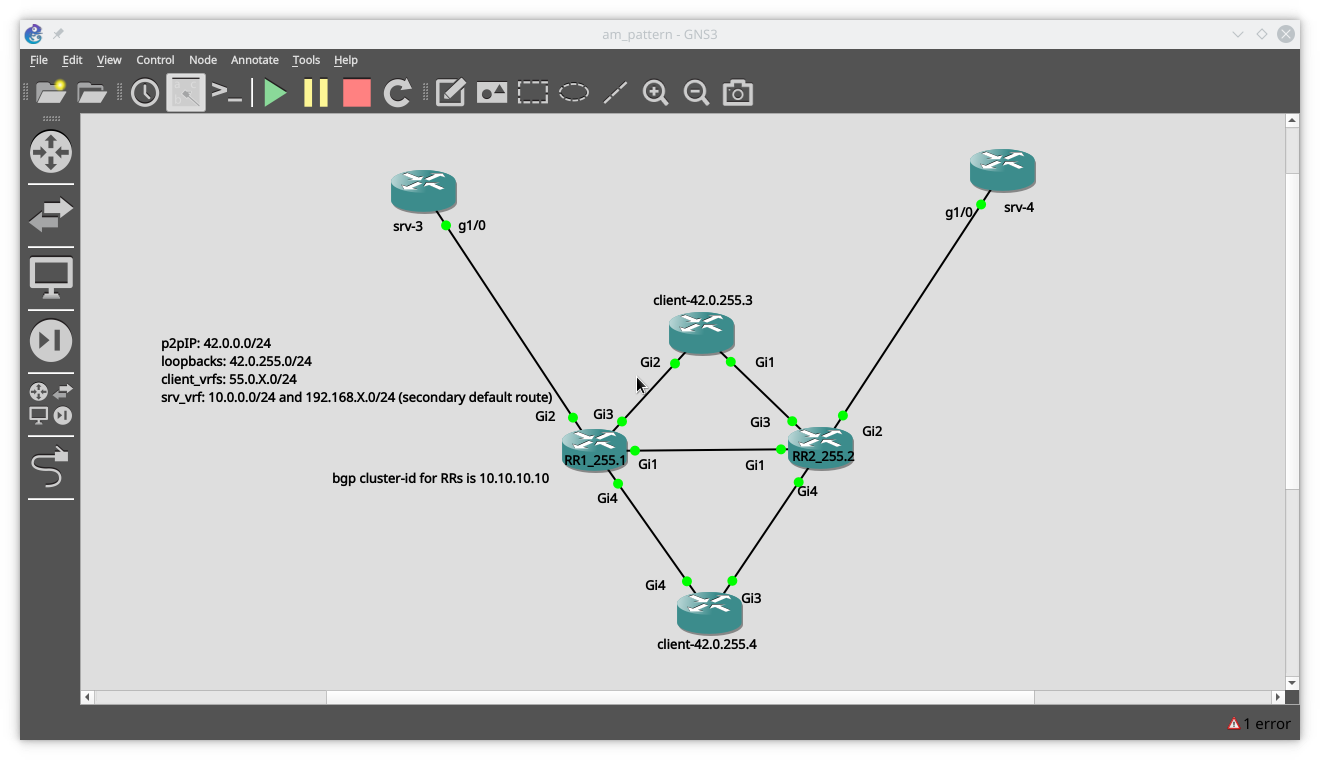 am_pattern - GNS3
File Edit View Control Node Annotate Tools Help
srv-4
g1/0
srv-3
g1/0
client-42.0.255.3
p2pIP: 42.0.0.0/24
loopbacks: 42.0.255.0/24
client_vrfs: 55.0.X.0/24
srv_vrf: 10.0.0.0/24 and 192.168.X.0/24 (secondary default route)
Gi2
Gi1
Gi2
Gi3
Gi3
Gi2
RR1_255.1
RR2_255.2
Gi1
Gi1
bgp cluster-id for RRs is 10.10.10.10
Gi4
Gi4
Gi4
Gi3
client-42.0.255.4
1 error